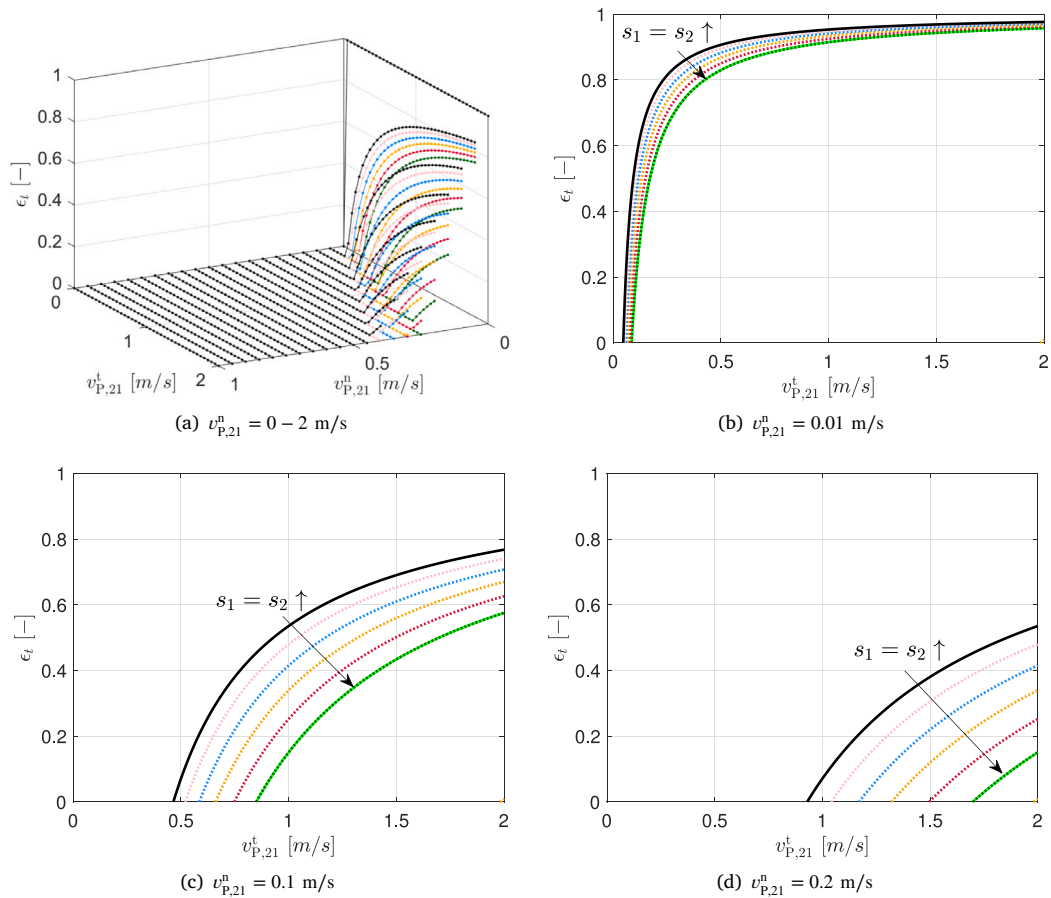 1
0.8
0.6
0.4
0.2
0
ϵ_t [−]
0
1
2
v^t_{P,21} [m/s]
1
0.5
0
v^n_{P,21} [m/s]
(a) v^n_{P,21} = 0 − 2 m/s
1
0.8
0.6
0.4
0.2
0
ϵ_t [−]
s_1 = s_2 ↑
0 0.5 1 1.5 2
v^t_{P,21} [m/s]
(b) v^n_{P,21} = 0.01 m/s
1
0.8
0.6
0.4
0.2
0
ϵ_t [−]
s_1 = s_2 ↑
0 0.5 1 1.5 2
v^t_{P,21} [m/s]
(c) v^n_{P,21} = 0.1 m/s
1
0.8
0.6
0.4
0.2
0
ϵ_t [−]
s_1 = s_2 ↑
0 0.5 1 1.5 2
v^t_{P,21} [m/s]
(d) v^n_{P,21} = 0.2 m/s